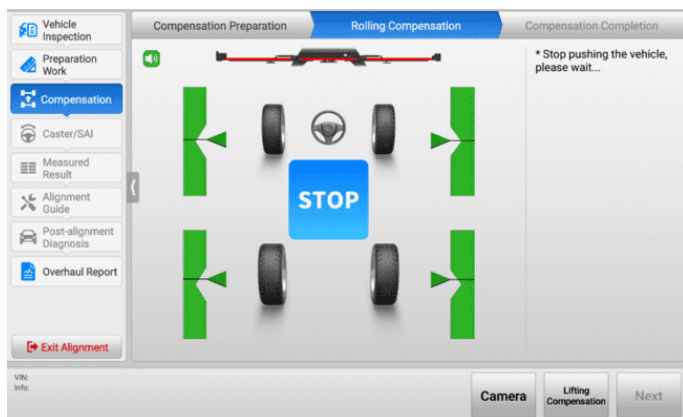 Vehicle
Inspection
Preparation
Work
Compensation
Caster/SAI
Measured
Result
Alignment
Guide
Post-alignment
Diagnosis
Overhaul Report
Exit Alignment
Compensation Preparation
Rolling Compensation
Compensation Completion
* Stop pushing the vehicle,
please wait...
STOP
VIN:
Info:
Camera
Lifting
Compensation
Next